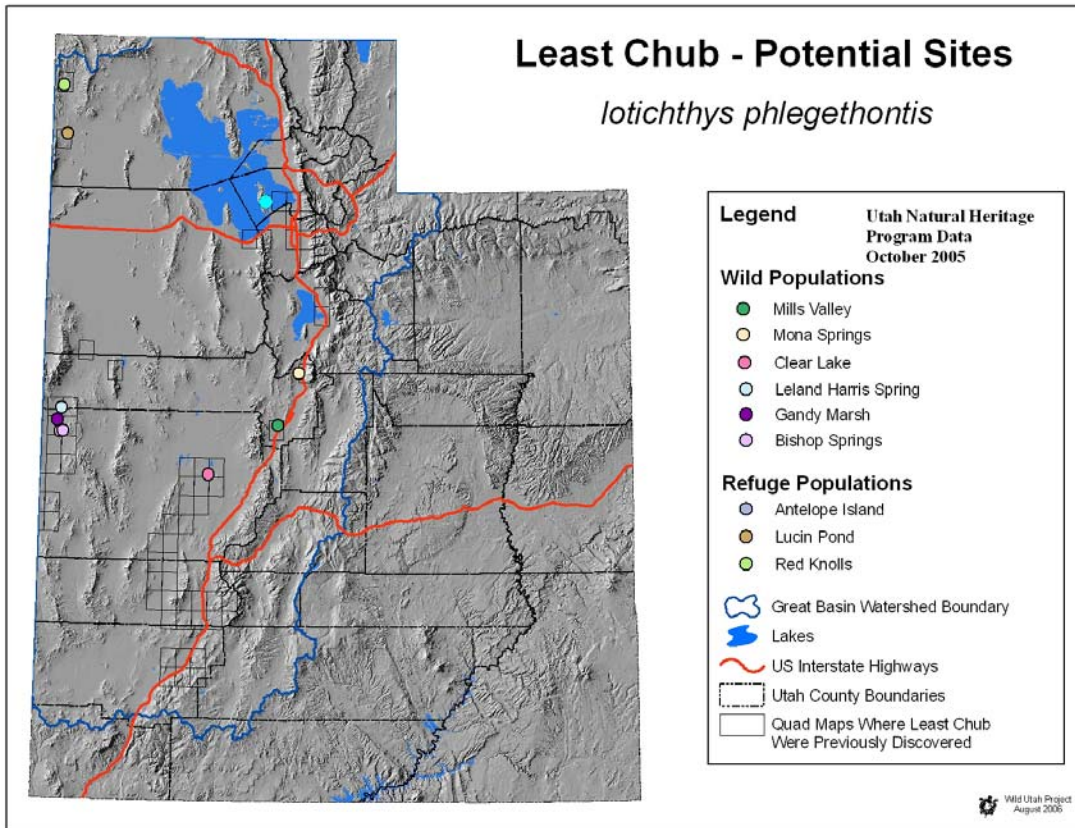 Least Chub - Potential Sites
Iotichthys phlegethontis
Legend
Utah Natural Heritage
Program Data
October 2005
Wild Populations
Mills Valley
Mona Springs
Clear Lake
Leland Harris Spring
Gandy Marsh
Bishop Springs
Refuge Populations
Antelope Island
Lucin Pond
Red Knolls
Great Basin Watershed Boundary
Lakes
US Interstate Highways
Utah County Boundaries
Quad Maps Where Least Chub
Were Previously Discovered
Wild Utah Project
August 2006